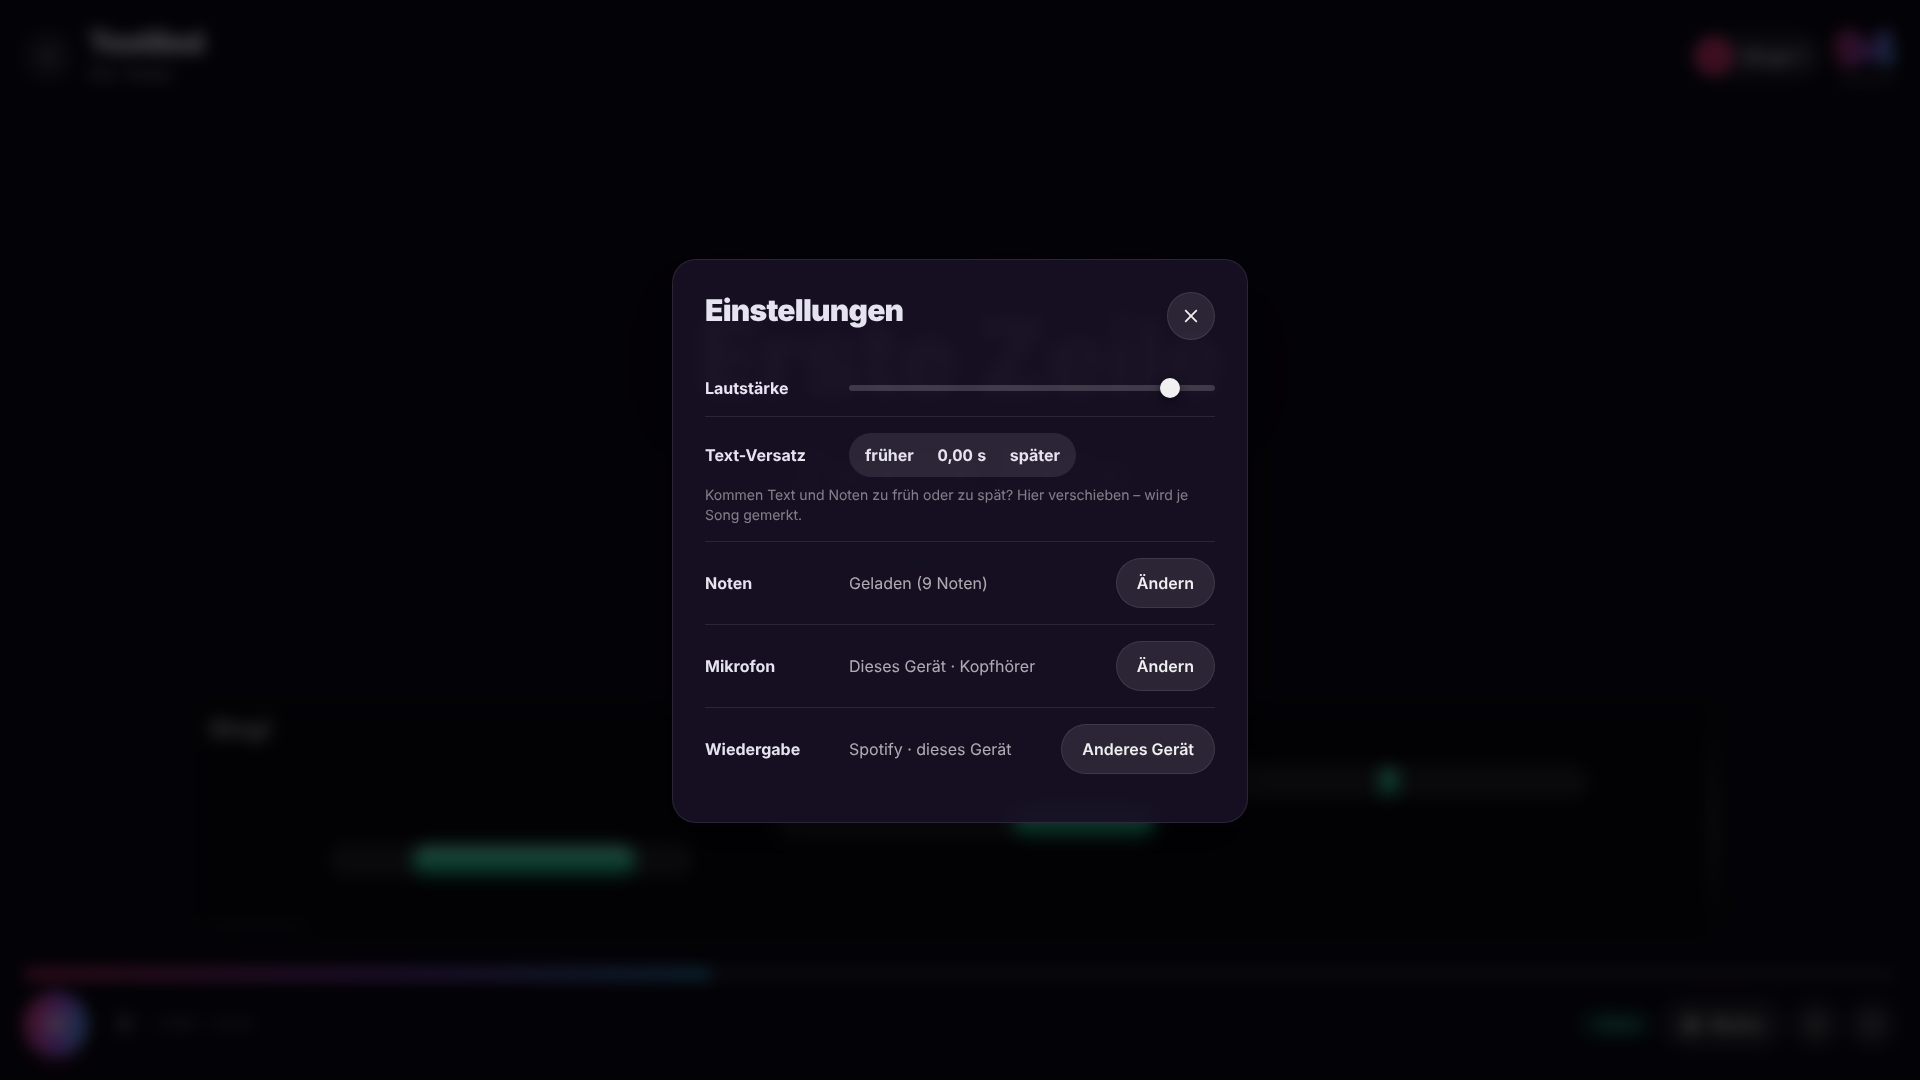 Einstellungen
Lautstärke
Text-Versatz früher 0,00 s später
Kommen Text und Noten zu früh oder zu spät? Hier verschieben – wird je
Song gemerkt.
Noten Geladen (9 Noten) Ändern
Mikrofon Dieses Gerät · Kopfhörer Ändern
Wiedergabe Spotify · dieses Gerät Anderes Gerät